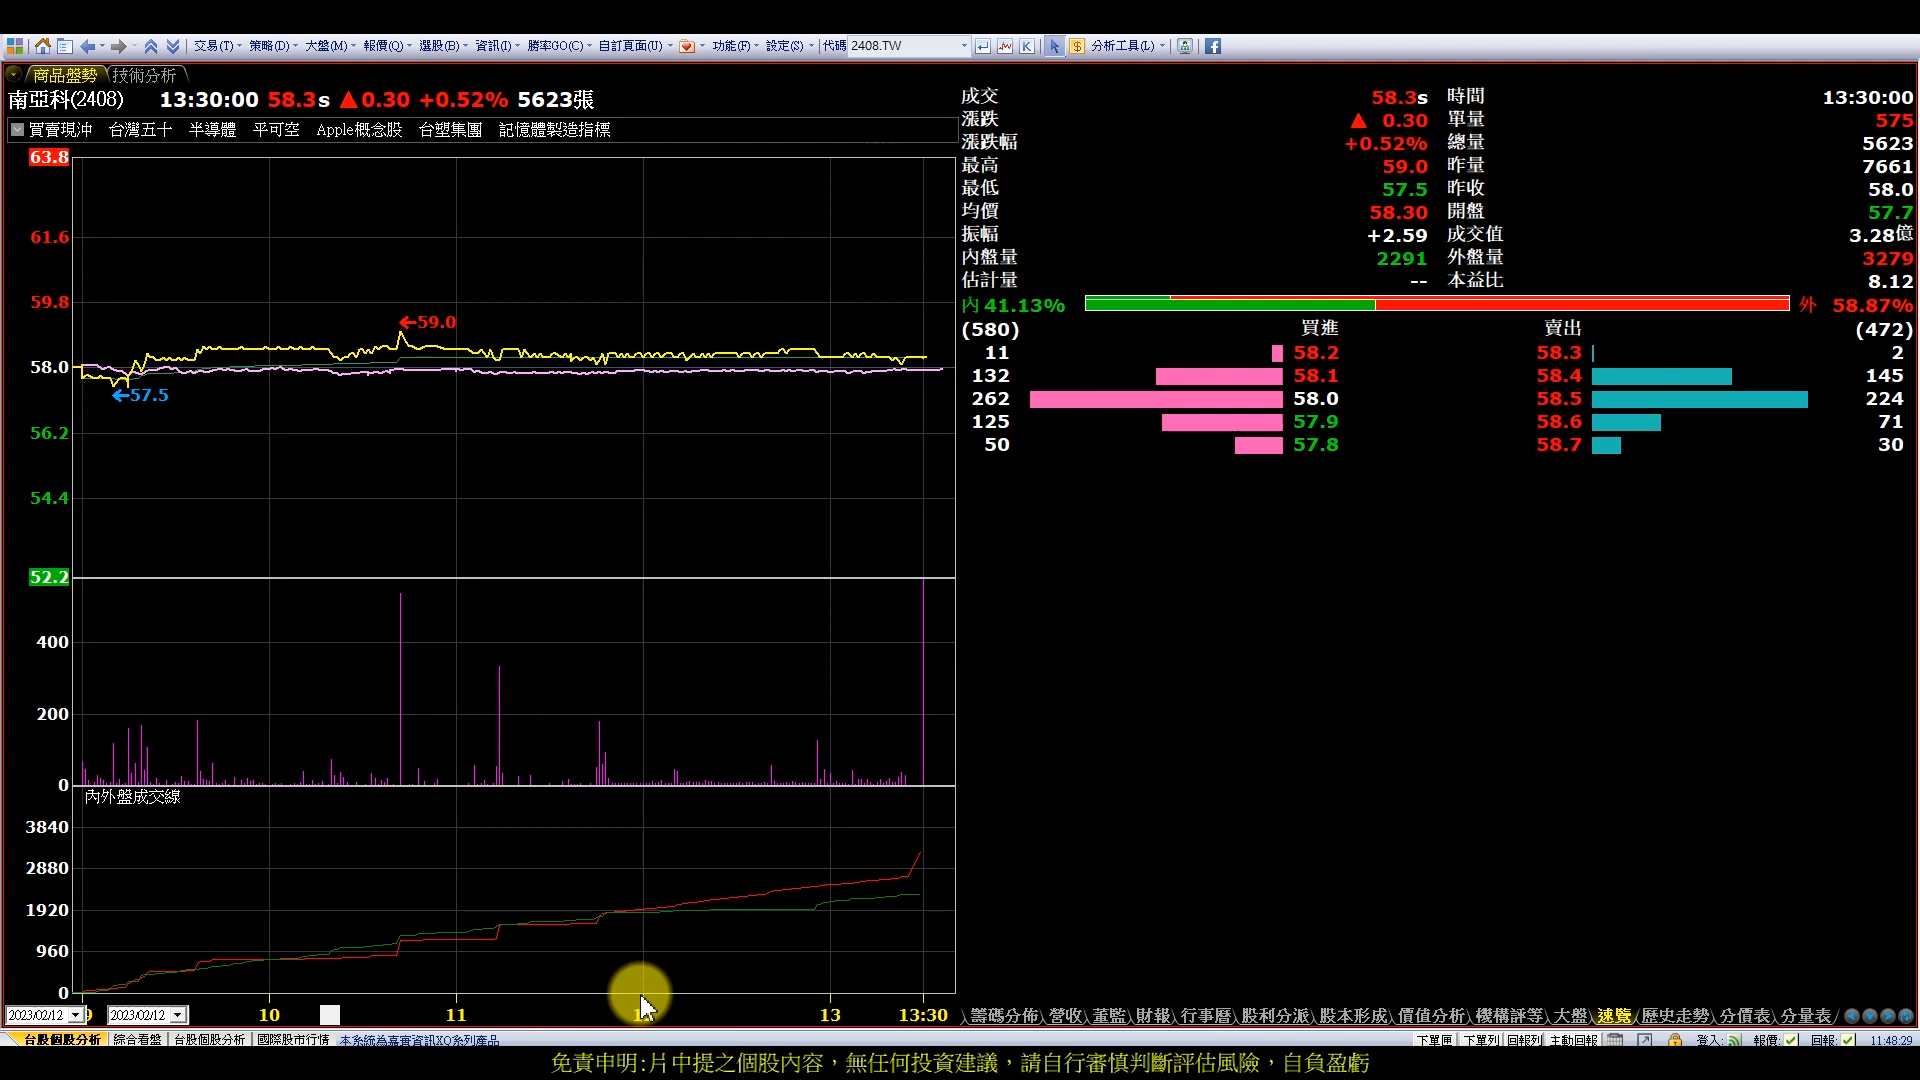 交易(T) 策略(D) 大盤(M) 報價(Q) 選股(B) 資訊(I) 勝率GO(C) 自訂頁面(U) 功能(F) 設定(S) 代碼 2408.TW K $ 分析工具(L)
商品盤勢 技術分析
南亞科(2408) 13:30:00 58.3s ▲0.30 +0.52% 5623張
買賣現沖 台灣五十 半導體 平可空 Apple概念股 台塑集團 記憶體製造指標
63.8
61.6
59.8
58.0
56.2
54.4
52.2
←59.0
←57.5
400
200
0
內外盤成交線
3840
2880
1920
960
0
2023/02/12 9 2023/02/12 10 11 13 13:30
成交 58.3s 時間 13:30:00
漲跌 ▲ 0.30 單量 575
漲跌幅 +0.52% 總量 5623
最高 59.0 昨量 7661
最低 57.5 昨收 58.0
均價 58.30 開盤 57.7
振幅 +2.59 成交值 3.28億
內盤量 2291 外盤量 3279
估計量 -- 本益比 8.12
內 41.13% 外 58.87%
(580) 買進 賣出 (472)
11 58.2 58.3 2
132 58.1 58.4 145
262 58.0 58.5 224
125 57.9 58.6 71
50 57.8 58.7 30
籌碼分佈 營收 董監 財報 行事曆 股利分派 股本形成 價值分析 機構評等 大盤 速覽 歷史走勢 分價表 分量表
台股個股分析 綜合看盤 台股個股分析 國際股市行情 本系統為嘉實資訊XQ系列產品 下單匣 下單列 回報列 主動回報 登入: 報價: 回報: 11:48:29
免責申明:片中提之個股內容，無任何投資建議，請自行審慎判斷評估風險，自負盈虧